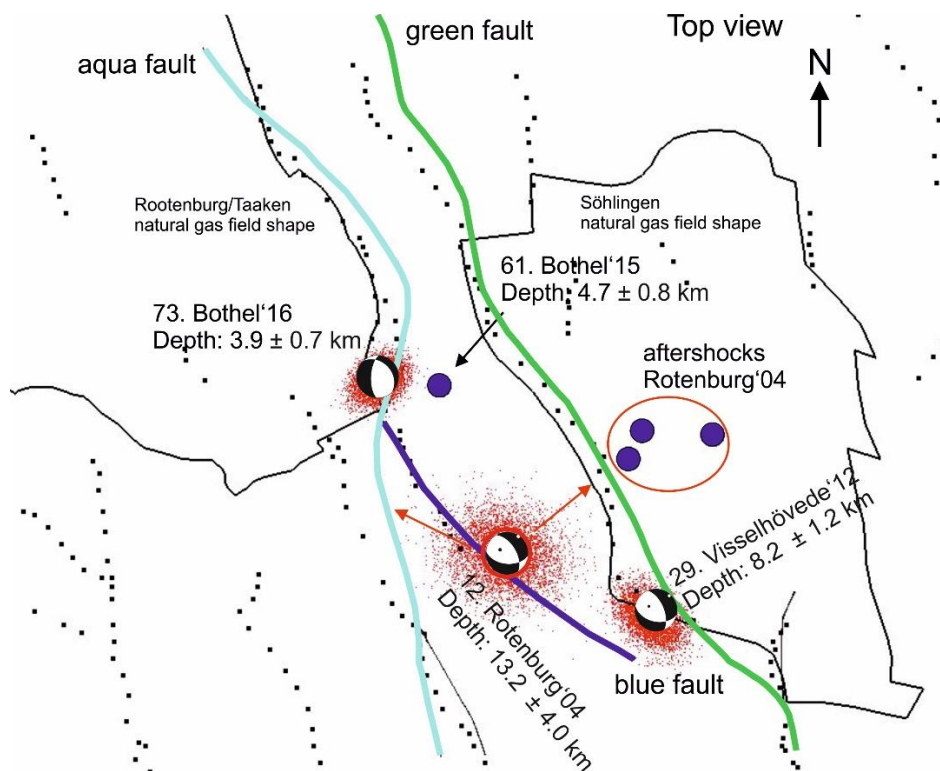 green fault
Top view
aqua fault
N
Rootenburg/Taaken
natural gas field shape
Söhlingen
natural gas field shape
61. Bothel'15
Depth: 4.7 ± 0.8 km
73. Bothel'16
Depth: 3.9 ± 0.7 km
aftershocks
Rotenburg'04
29. Visselhövede'12
Depth: 8.2 ± 1.2 km
12. Rotenburg'04
Depth: 13.2 ± 4.0 km
blue fault